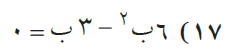 ١٧) ٦ب٢ − ٣ب = ٠